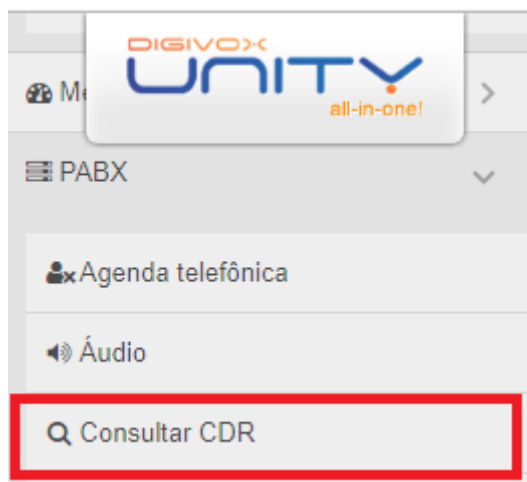 DIGIVOX
UNITY
all-in-one!
PABX
Agenda telefônica
Áudio
Consultar CDR